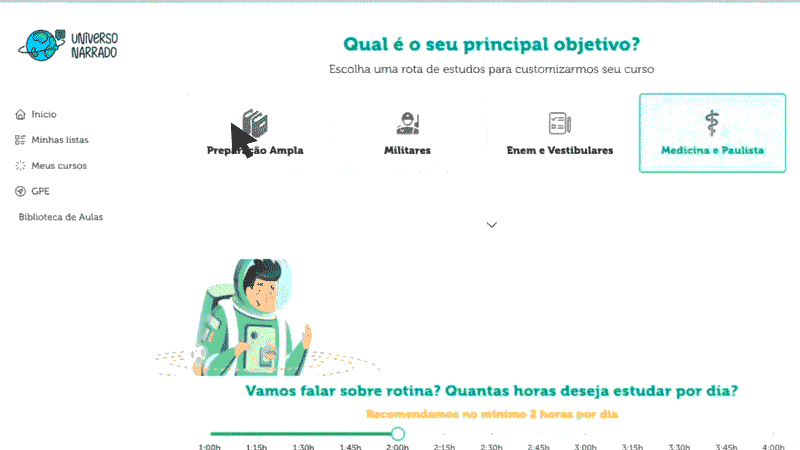 UNIVERSO
NARRADO
Qual é o seu principal objetivo?
Escolha uma rota de estudos para customizarmos seu curso
Início
Minhas listas
Meus cursos
GPE
Biblioteca de Aulas
Preparação Ampla
Militares
Enem e Vestibulares
Medicina e Paulista
Vamos falar sobre rotina? Quantas horas deseja estudar por dia?
Recomendamos no mínimo 2 horas por dia
1:00h 1:15h 1:30h 1:45h 2:00h 2:15h 2:30h 2:45h 3:00h 3:15h 3:30h 3:45h 4:00h